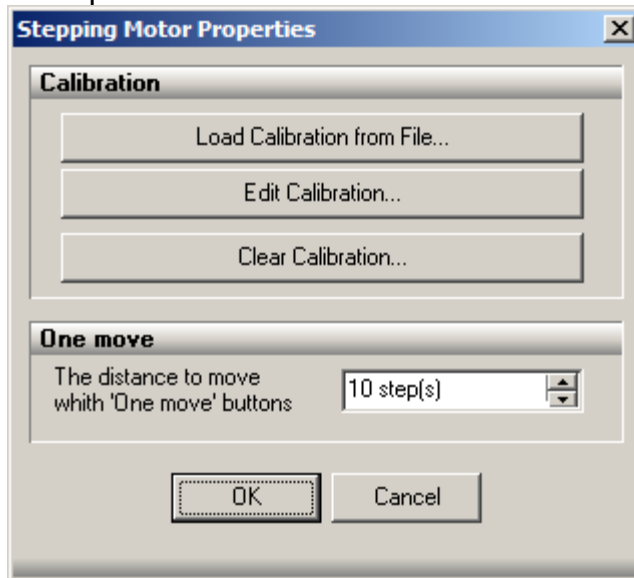 Stepping Motor Properties
Calibration
Load Calibration from File...
Edit Calibration...
Clear Calibration...
One move
The distance to move
whith 'One move' buttons
10 step(s)
OK
Cancel